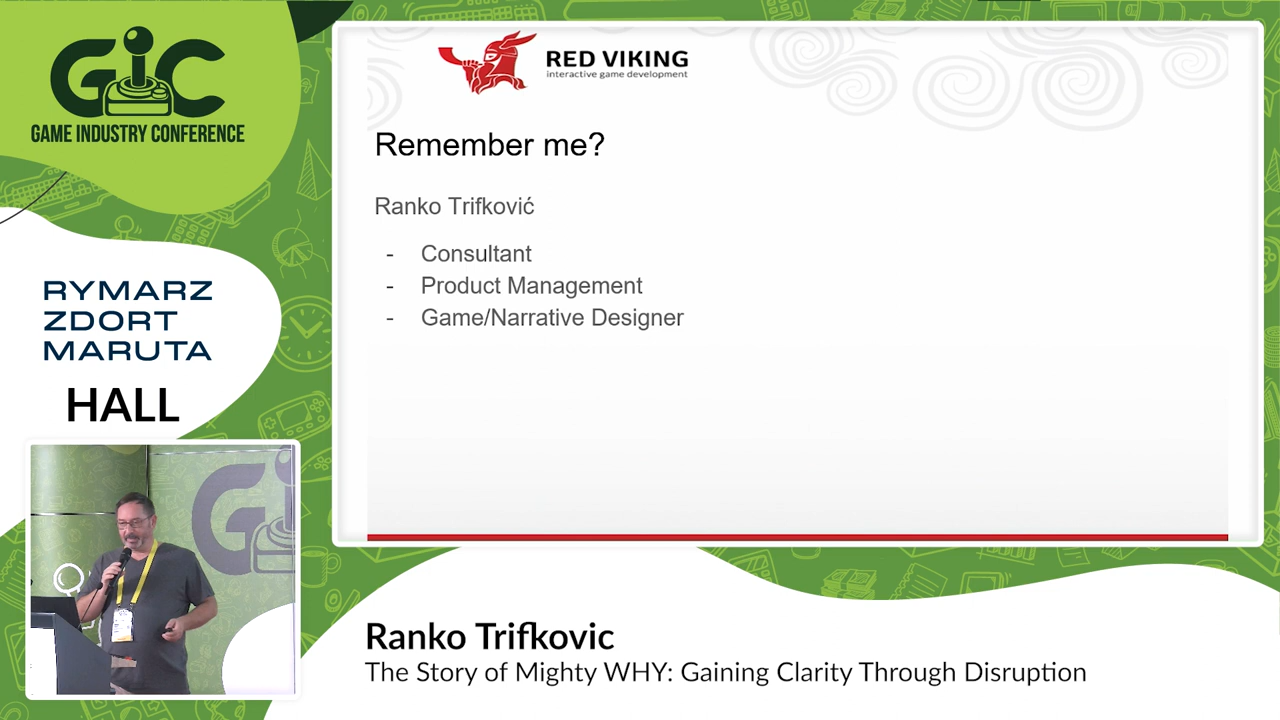 GIC
GAME INDUSTRY CONFERENCE
RYMARZ
ZDORT
MARUTA
HALL
RED VIKING
interactive game development
Remember me?
Ranko Trifković
- Consultant
- Product Management
- Game/Narrative Designer
Ranko Trifkovic
The Story of Mighty WHY: Gaining Clarity Through Disruption